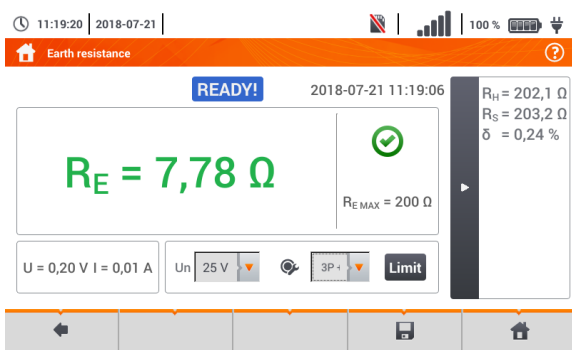 11:19:20 2018-07-21 100 %
Earth resistance
READY! 2018-07-21 11:19:06
RE = 7,78 Ω
RE MAX = 200 Ω
RH = 202,1 Ω
RS = 203,2 Ω
δ = 0,24 %
U = 0,20 V I = 0,01 A
Un 25 V 3P+ Limit